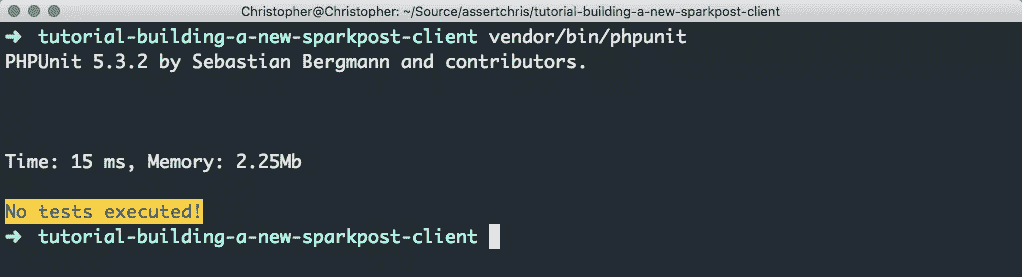 Christopher@Christopher: ~/Source/assertchris/tutorial-building-a-new-sparkpost-client
➜ tutorial-building-a-new-sparkpost-client vendor/bin/phpunit
PHPUnit 5.3.2 by Sebastian Bergmann and contributors.
Time: 15 ms, Memory: 2.25Mb
No tests executed!
➜ tutorial-building-a-new-sparkpost-client